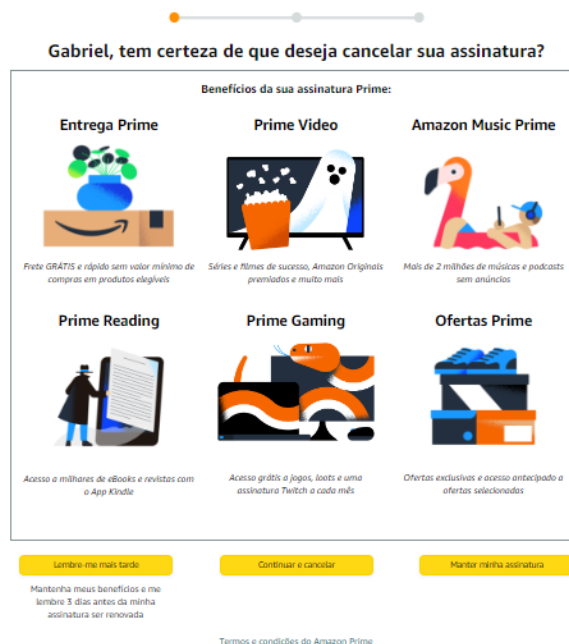 Gabriel, tem certeza de que deseja cancelar sua assinatura?
Benefícios da sua assinatura Prime:
Entrega Prime
Prime Video
Amazon Music Prime
Frete GRÁTIS e rápido sem valor mínimo de
compras em produtos elegíveis
Séries e filmes de sucesso, Amazon Originals
premiados e muito mais
Mais de 2 milhões de músicas e podcasts
sem anúncios
Prime Reading
Prime Gaming
Ofertas Prime
Acesso a milhares de eBooks e revistas com
o App Kindle
Acesso grátis a jogos, loots e uma
assinatura Twitch a cada mês
Ofertas exclusivas e acesso antecipado a
ofertas selecionadas
Lembre-me mais tarde
Continuar e cancelar
Manter minha assinatura
Mantenha meus benefícios e me
lembre 3 dias antes da minha
assinatura ser renovada
Termos e condições do Amazon Prime